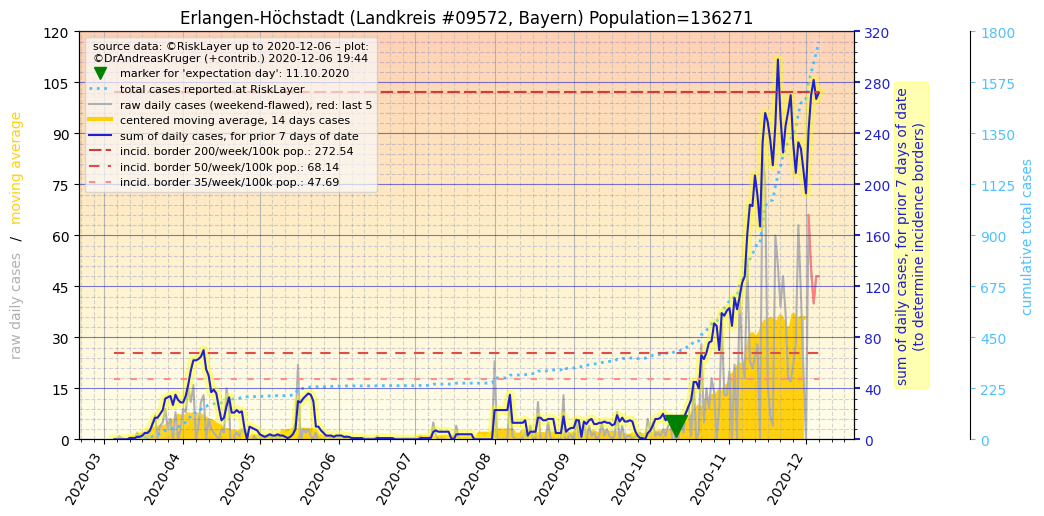 Erlangen-Höchstadt (Landkreis #09572, Bayern) Population=136271
source data: ©RiskLayer up to 2020-12-06 – plot:
©DrAndreasKruger (+contrib.) 2020-12-06 19:44
marker for 'expectation day': 11.10.2020
total cases reported at RiskLayer
raw daily cases (weekend-flawed), red: last 5
centered moving average, 14 days cases
sum of daily cases, for prior 7 days of date
incid. border 200/week/100k pop.: 272.54
incid. border 50/week/100k pop.: 68.14
incid. border 35/week/100k pop.: 47.69
raw daily cases / moving average
120
105
90
75
60
45
30
15
0
320
280
240
200
160
120
80
40
0
sum of daily cases, for prior 7 days of date
(to determine incidence borders)
1800
1575
1350
1125
900
675
450
225
0
cumulative total cases
2020-03
2020-04
2020-05
2020-06
2020-07
2020-08
2020-09
2020-10
2020-11
2020-12